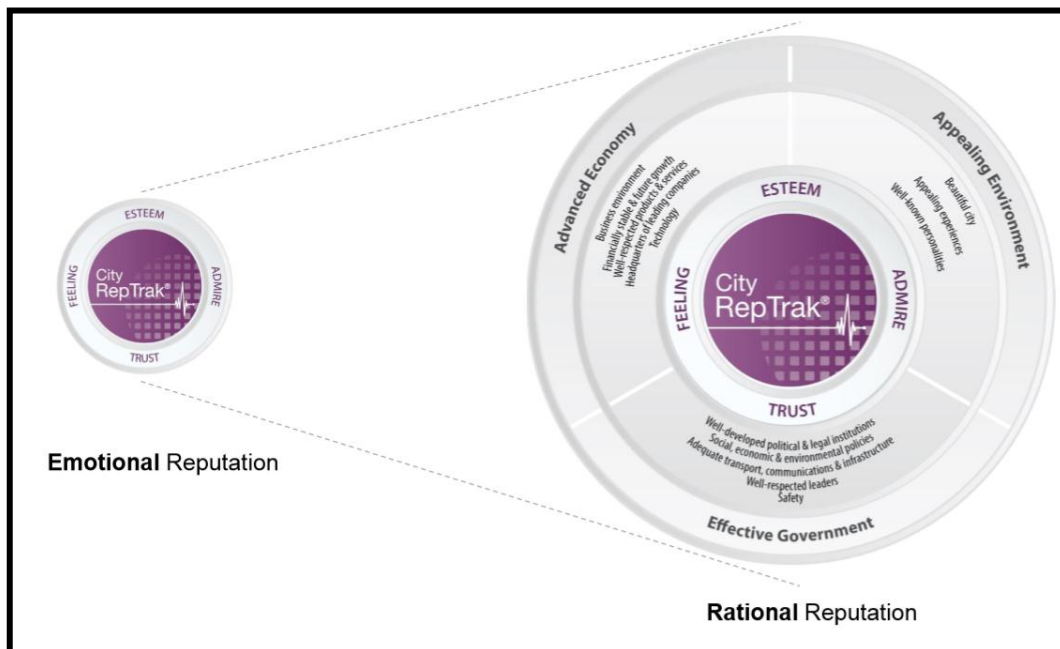 ESTEEM
FEELING
City
RepTrak®
ADMIRE
TRUST
Emotional Reputation
Advanced Economy
Business environment
Financially stable & future growth
Well-respected products & services
Headquarters of leading companies
Technology
Appealing Environment
Beautiful city
Appealing experiences
Well-known personalities
ESTEEM
FEELING
City
RepTrak®
ADMIRE
TRUST
Well-developed political & legal institutions
Social, economic & environmental policies
Adequate transport, communications & infrastructure
Well-respected leaders
Safety
Effective Government
Rational Reputation